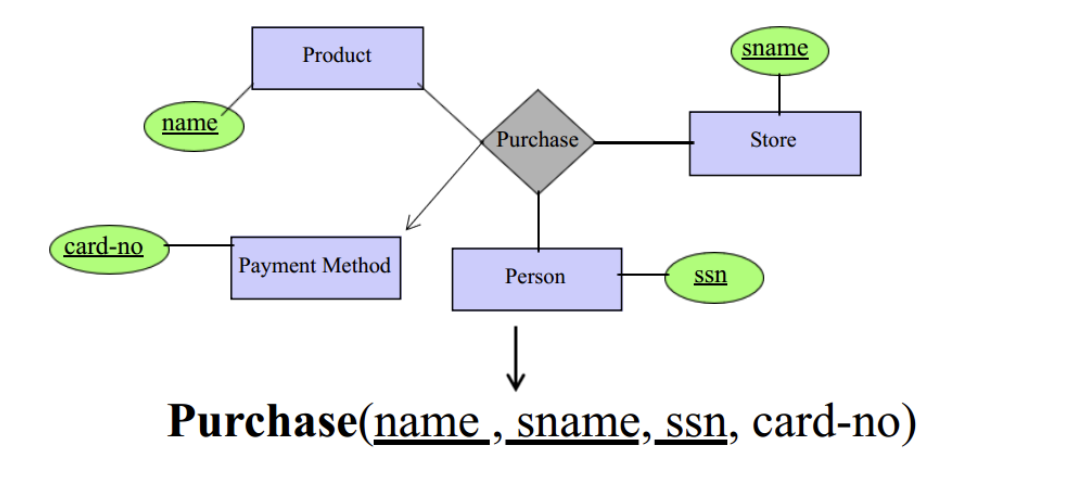 Product
sname
name
Purchase
Store
card-no
Payment Method
Person
ssn
Purchase(name , sname, ssn, card-no)